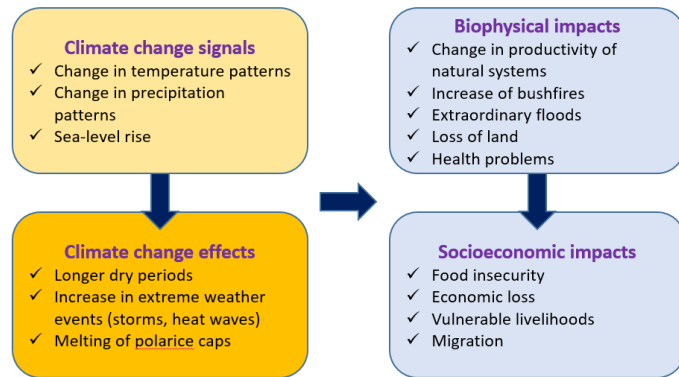 Climate change signals
✓ Change in temperature patterns
✓ Change in precipitation
patterns
✓ Sea-level rise
Climate change effects
✓ Longer dry periods
✓ Increase in extreme weather
events (storms, heat waves)
✓ Melting of polarice caps
Biophysical impacts
✓ Change in productivity of
natural systems
✓ Increase of bushfires
✓ Extraordinary floods
✓ Loss of land
✓ Health problems
Socioeconomic impacts
✓ Food insecurity
✓ Economic loss
✓ Vulnerable livelihoods
✓ Migration